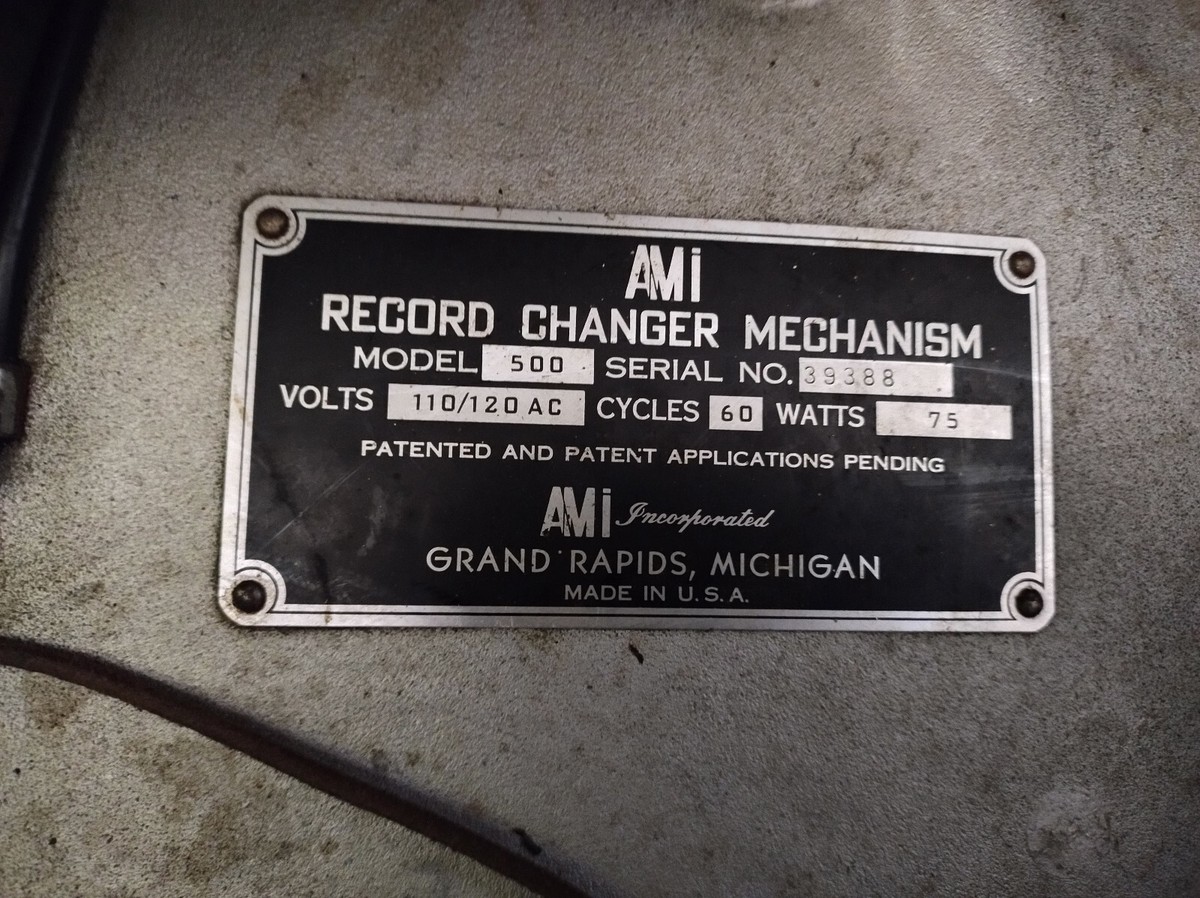 AMi
RECORD CHANGER MECHANISM
MODEL 500 SERIAL NO. 39388
VOLTS 110/120 AC CYCLES 60 WATTS 75
PATENTED AND PATENT APPLICATIONS PENDING
AMi Incorporated
GRAND RAPIDS, MICHIGAN
MADE IN U.S.A.